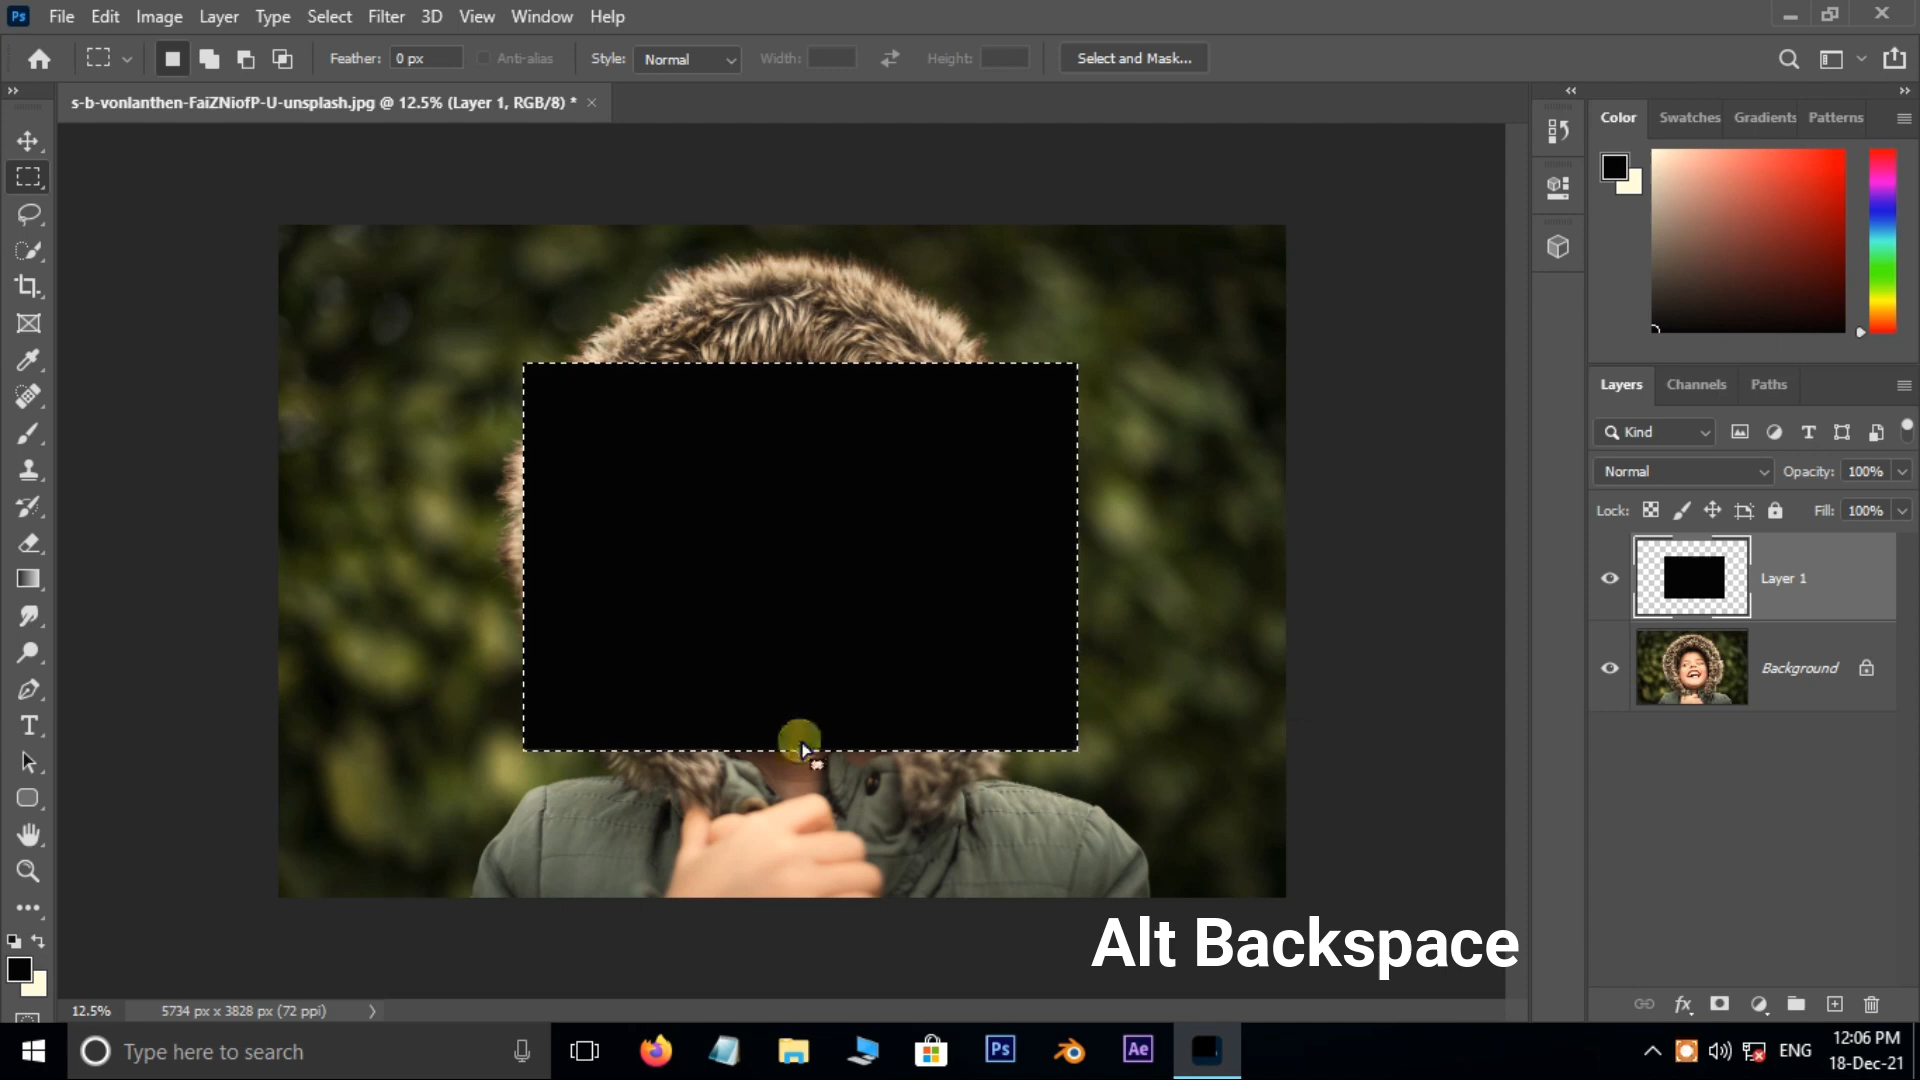 Ps File Edit Image Layer Type Select Filter 3D View Window Help
Feather: 0 px Anti-alias Style: Normal Width: Height: Select and Mask...
s-b-vonlanthen-FaiZNiofP-U-unsplash.jpg @ 12.5% (Layer 1, RGB/8) *
Color Swatches Gradients Patterns
Layers Channels Paths
Kind
Normal Opacity: 100%
Lock: Fill: 100%
Layer 1
Background
Alt Backspace
12.5% 5734 px x 3828 px (72 ppi)
Type here to search
Ps
Ae
ENG
12:06 PM
18-Dec-21